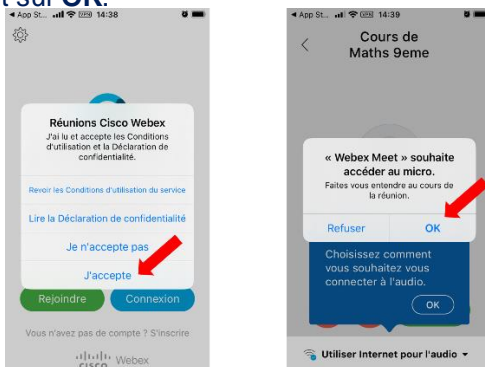 t sur OK.
App St... VPN 14:38
Réunions Cisco Webex
J'ai lu et accepte les Conditions
d'utilisation et la Déclaration de
confidentialité.
Revoir les Conditions d'utilisation du service
Lire la Déclaration de confidentialité
Je n'accepte pas
J'accepte
Rejoindre Connexion
Vous n'avez pas de compte ? S'inscrire
cisco Webex
App St... VPN 14:39
Cours de
Maths 9eme
« Webex Meet » souhaite
accéder au micro.
Faites vous entendre au cours de
la réunion.
Refuser OK
Choisissez comment
vous souhaitez vous
connecter à l'audio.
OK
Utiliser Internet pour l'audio